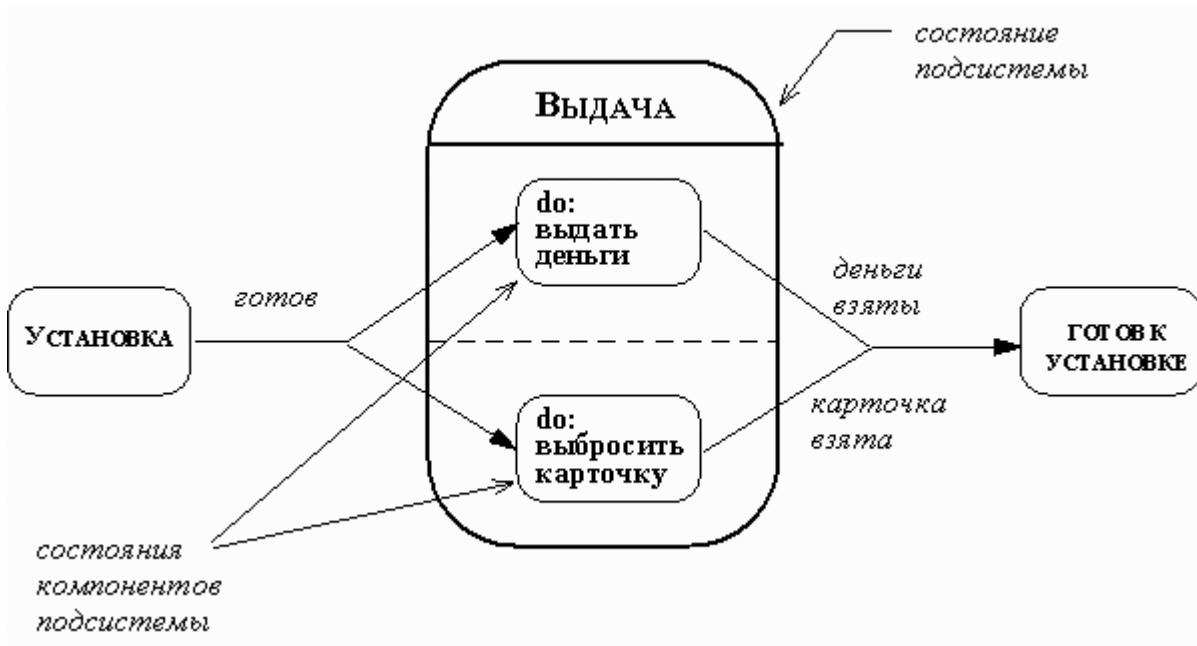 состояние
подсистемы
Выдача
do:
выдать
деньги
готов
деньги
взяты
Установка
готов к
установке
do:
выбросить
карточку
карточка
взята
состояния
компонентов
подсистемы